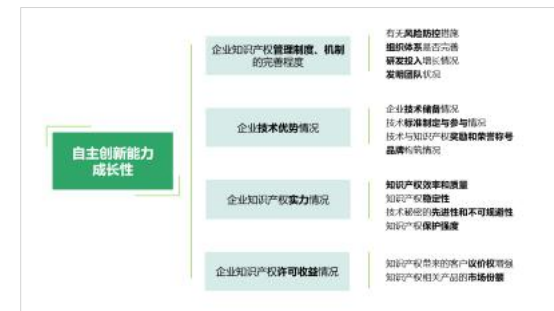 自主创新能力
成长性
企业知识产权管理制度、机制
的完善程度
有无风险防控措施
组织体系是否完善
研发投入增长情况
发明团队状况
企业技术优势情况
企业技术储备情况
技术标准制定与参与情况
技术与知识产权奖励和荣誉称号
品牌构筑情况
企业知识产权实力情况
知识产权效率和质量
知识产权稳定性
技术秘密的先进性和不可规避性
知识产权保护强度
企业知识产权许可收益情况
知识产权带来的客户议价权增强
知识产权相关产品的市场份额